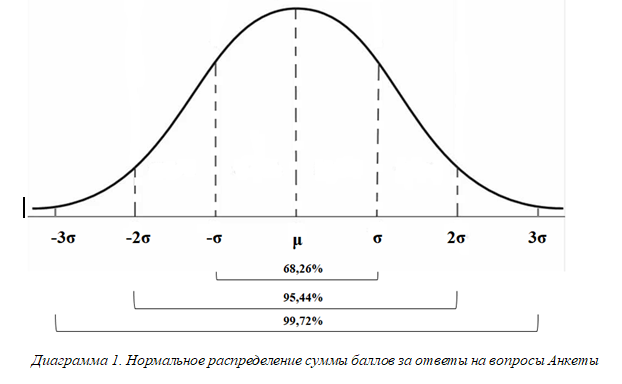 -3σ -2σ -σ μ σ 2σ 3σ
68,26%
95,44%
99,72%
Диаграмма 1. Нормальное распределение суммы баллов за ответы на вопросы Анкеты